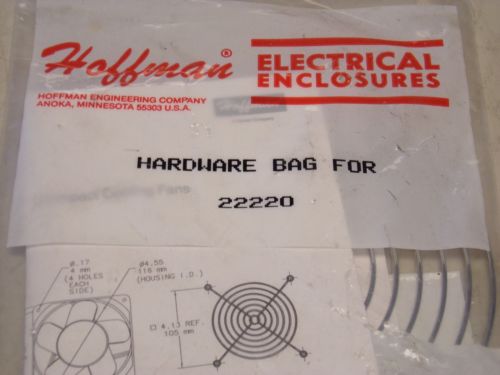 Hoffman®
ELECTRICAL
ENCLOSURES
HOFFMAN ENGINEERING COMPANY
ANOKA, MINNESOTA 55303 U.S.A.
HARDWARE BAG FOR
Cooling Fans
22220
ø.17
4 mm
(4 HOLES
EACH
SIDE)
ø4.55
116 mm
(HOUSING I.D.)
□ 4.13 REF.
105 mm